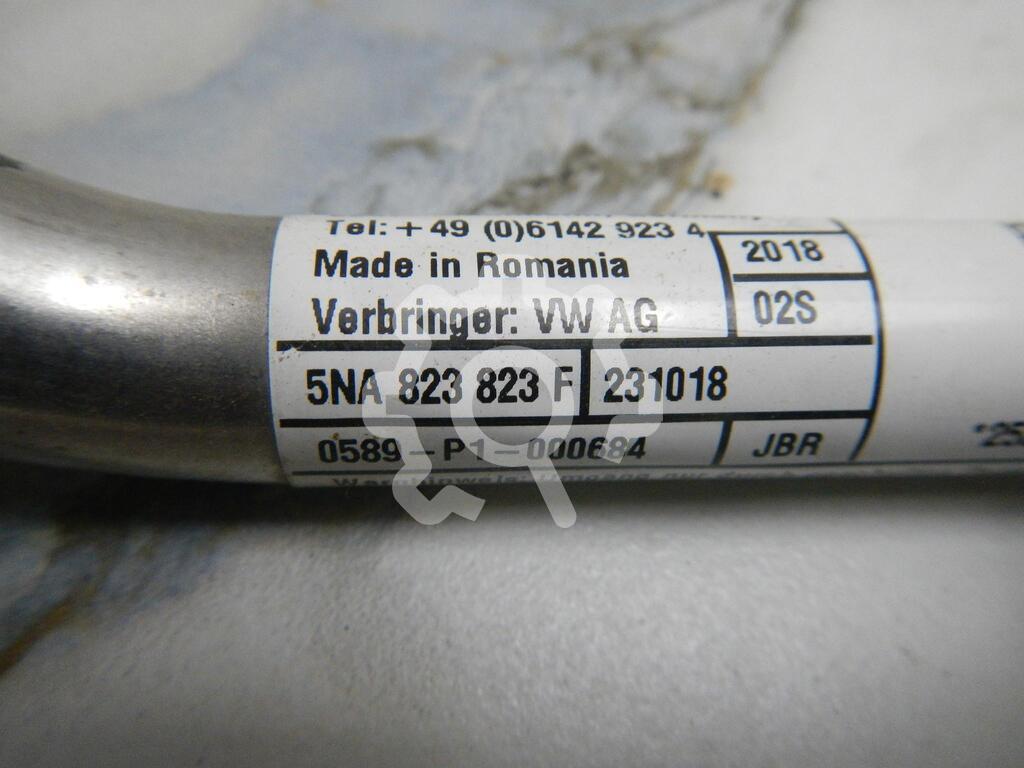 Tel: +49 (0)6142 923 4
Made in Romania
Verbringer: VW AG
2018
02S
5NA 823 823 F
231018
0589-P1-000684
JBR
Warnhinweis: